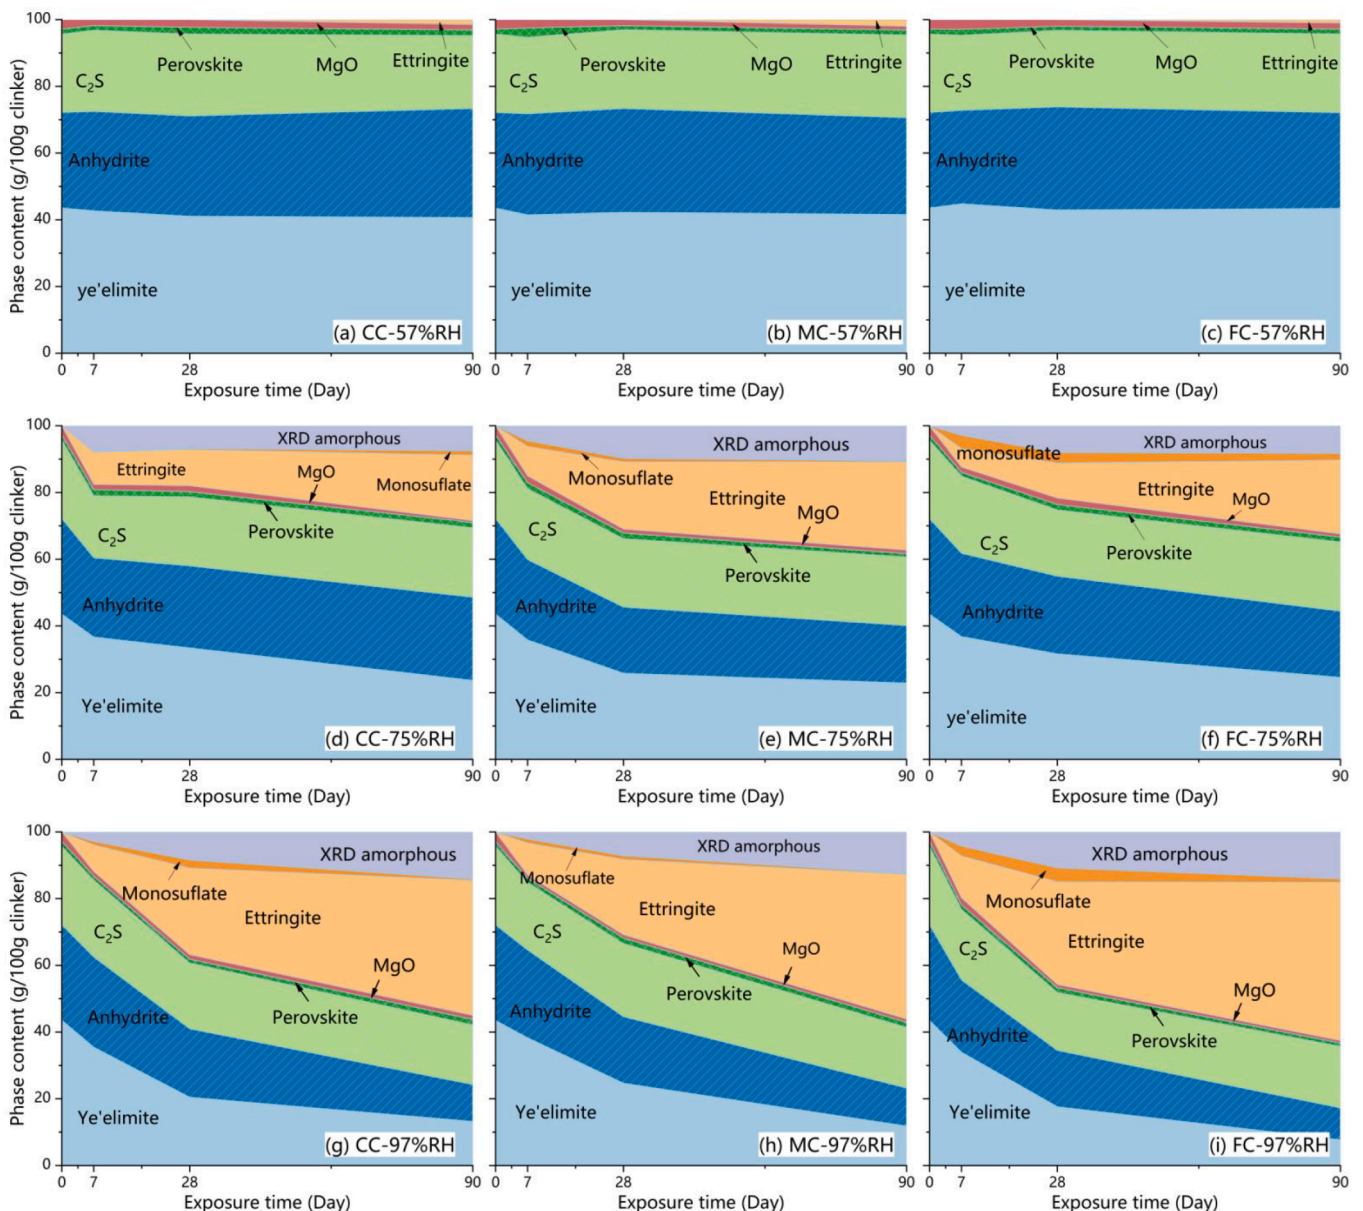 100
80
60
40
20
0
Phase content (g/100g clinker)
Perovskite
MgO
Ettringite
C₂S
Anhydrite
ye'elimite
(a) CC-57%RH
0 7 28 90
Exposure time (Day)
Perovskite
MgO
Ettringite
C₂S
Anhydrite
ye'elimite
(b) MC-57%RH
0 7 28 90
Exposure time (Day)
Perovskite
MgO
Ettringite
C₂S
Anhydrite
ye'elimite
(c) FC-57%RH
0 7 28 90
Exposure time (Day)
100
80
60
40
20
0
Phase content (g/100g clinker)
XRD amorphous
Ettringite
MgO
Monosuflate
Perovskite
C₂S
Anhydrite
Ye'elimite
(d) CC-75%RH
0 7 28 90
Exposure time (Day)
XRD amorphous
Monosuflate
Ettringite
MgO
C₂S
Perovskite
Anhydrite
Ye'elimite
(e) MC-75%RH
0 7 28 90
Exposure time (Day)
XRD amorphous
monosuflate
Ettringite
MgO
C₂S
Perovskite
Anhydrite
ye'elimite
(f) FC-75%RH
0 7 28 90
Exposure time (Day)
100
80
60
40
20
0
Phase content (g/100g clinker)
XRD amorphous
Monosuflate
Ettringite
C₂S
MgO
Perovskite
Anhydrite
Ye'elimite
(g) CC-97%RH
0 7 28 90
Exposure time (Day)
XRD amorphous
Monosuflate
Ettringite
C₂S
MgO
Perovskite
Anhydrite
Ye'elimite
(h) MC-97%RH
0 7 28 90
Exposure time (Day)
XRD amorphous
Monosuflate
Ettringite
C₂S
MgO
Perovskite
Anhydrite
Ye'elimite
(i) FC-97%RH
0 7 28 90
Exposure time (Day)